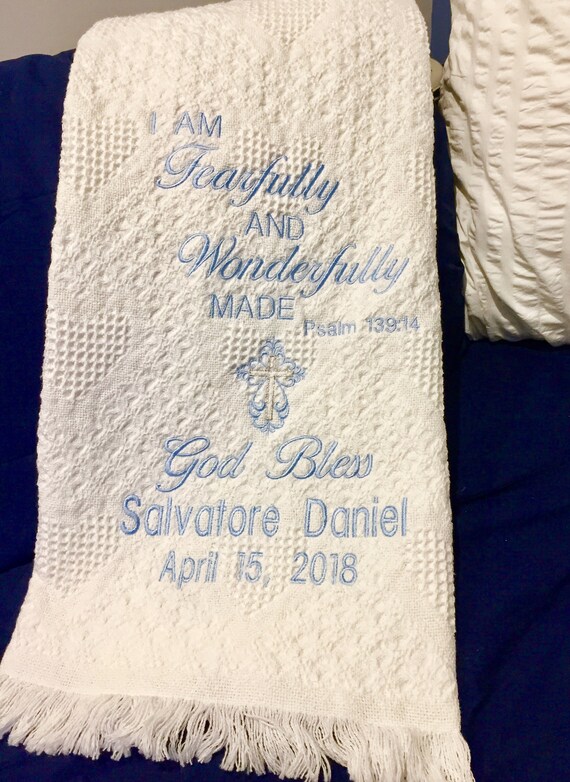 I AM
Fearfully
AND
Wonderfully
MADE
Psalm 139:14
God Bless
Salvatore Daniel
April 15, 2018